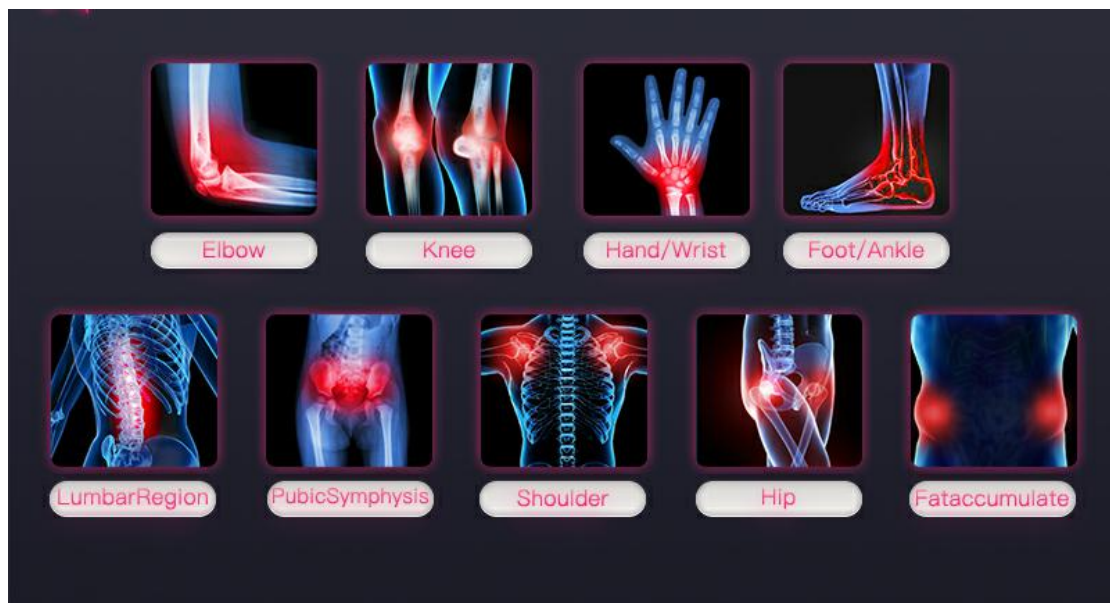 Elbow
Knee
Hand/Wrist
Foot/Ankle
LumbarRegion
PubicSymphysis
Shoulder
Hip
Fataccumulate